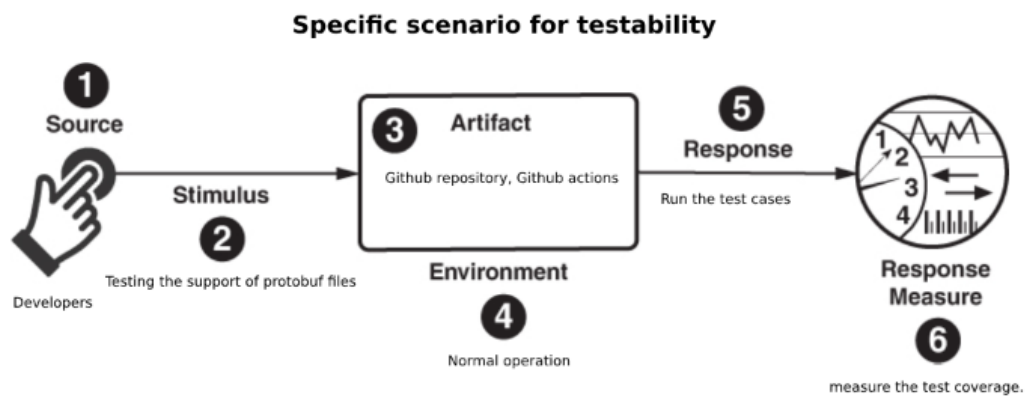 Specific scenario for testability
1
Source
Developers
Stimulus
2
Testing the support of protobuf files
3
Artifact
Github repository, Github actions
Environment
4
Normal operation
5
Response
Run the test cases
1
2
3
4
Response
Measure
6
measure the test coverage.